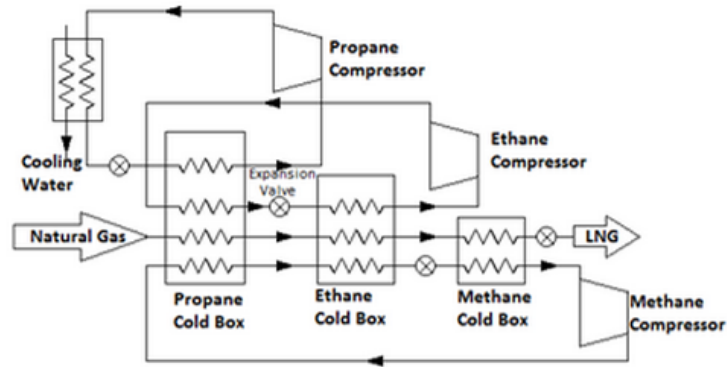 Propane
Compressor
Cooling
Water
Ethane
Compressor
Expansion
Valve
Natural Gas
LNG
Propane
Cold Box
Ethane
Cold Box
Methane
Cold Box
Methane
Compressor